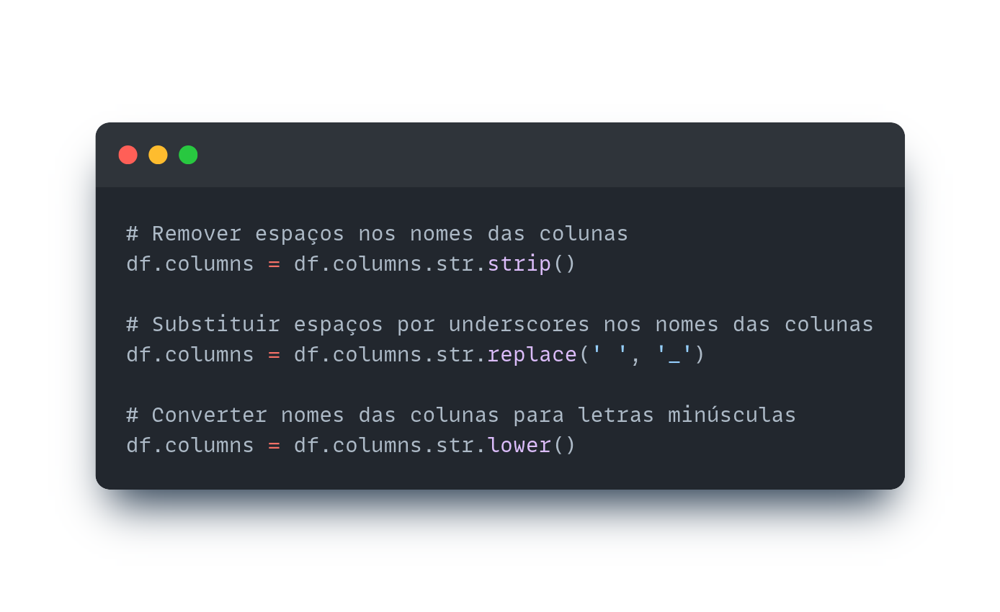 # Remover espaços nos nomes das colunas
df.columns = df.columns.str.strip()
# Substituir espaços por underscores nos nomes das colunas
df.columns = df.columns.str.replace(' ', '_')
# Converter nomes das colunas para letras minúsculas
df.columns = df.columns.str.lower()